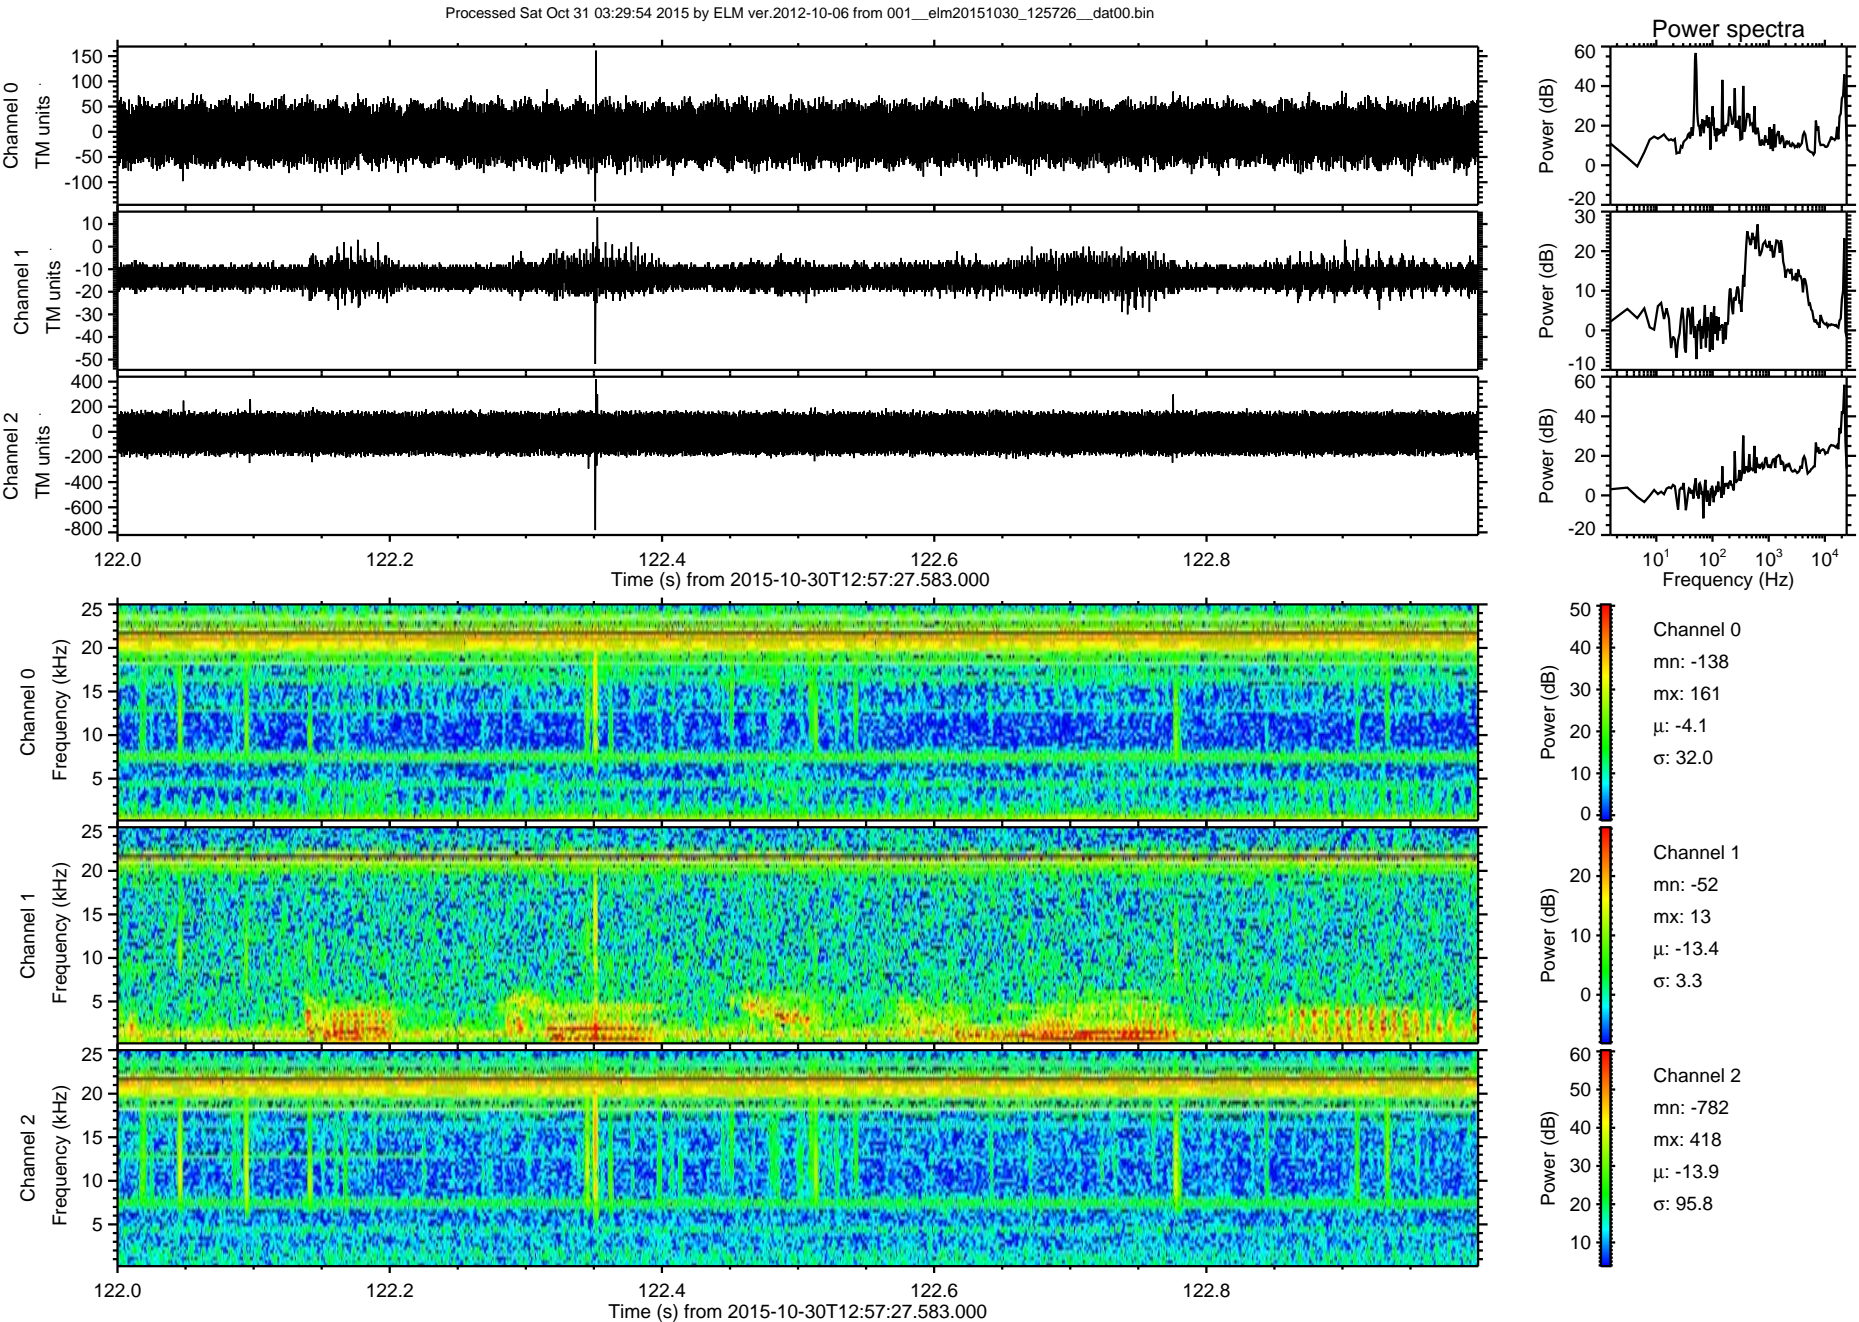 Processed Sat Oct 31 03:29:54 2015 by ELM ver.2012-10-06 from 001__elm20151030_125726__dat00.bin
Power spectra
Channel 0
TM units
150
100
50
0
-50
-100
Power (dB)
60
40
20
0
-20
Channel 1
TM units
10
0
-10
-20
-30
-40
-50
Power (dB)
30
20
10
0
-10
Channel 2
TM units
400
200
0
-200
-400
-600
-800
Power (dB)
60
40
20
0
-20
122.0 122.2 122.4 122.6 122.8
Time (s) from 2015-10-30T12:57:27.583.000
10¹ 10² 10³ 10⁴
Frequency (Hz)
Channel 0
Frequency (kHz)
25
20
15
10
5
Power (dB)
50
40
30
20
10
0
Channel 0
mn: -138
mx: 161
μ: -4.1
σ: 32.0
Channel 1
Frequency (kHz)
25
20
15
10
5
Power (dB)
20
10
0
Channel 1
mn: -52
mx: 13
μ: -13.4
σ: 3.3
Channel 2
Frequency (kHz)
25
20
15
10
5
Power (dB)
60
50
40
30
20
10
Channel 2
mn: -782
mx: 418
μ: -13.9
σ: 95.8
122.0 122.2 122.4 122.6 122.8
Time (s) from 2015-10-30T12:57:27.583.000